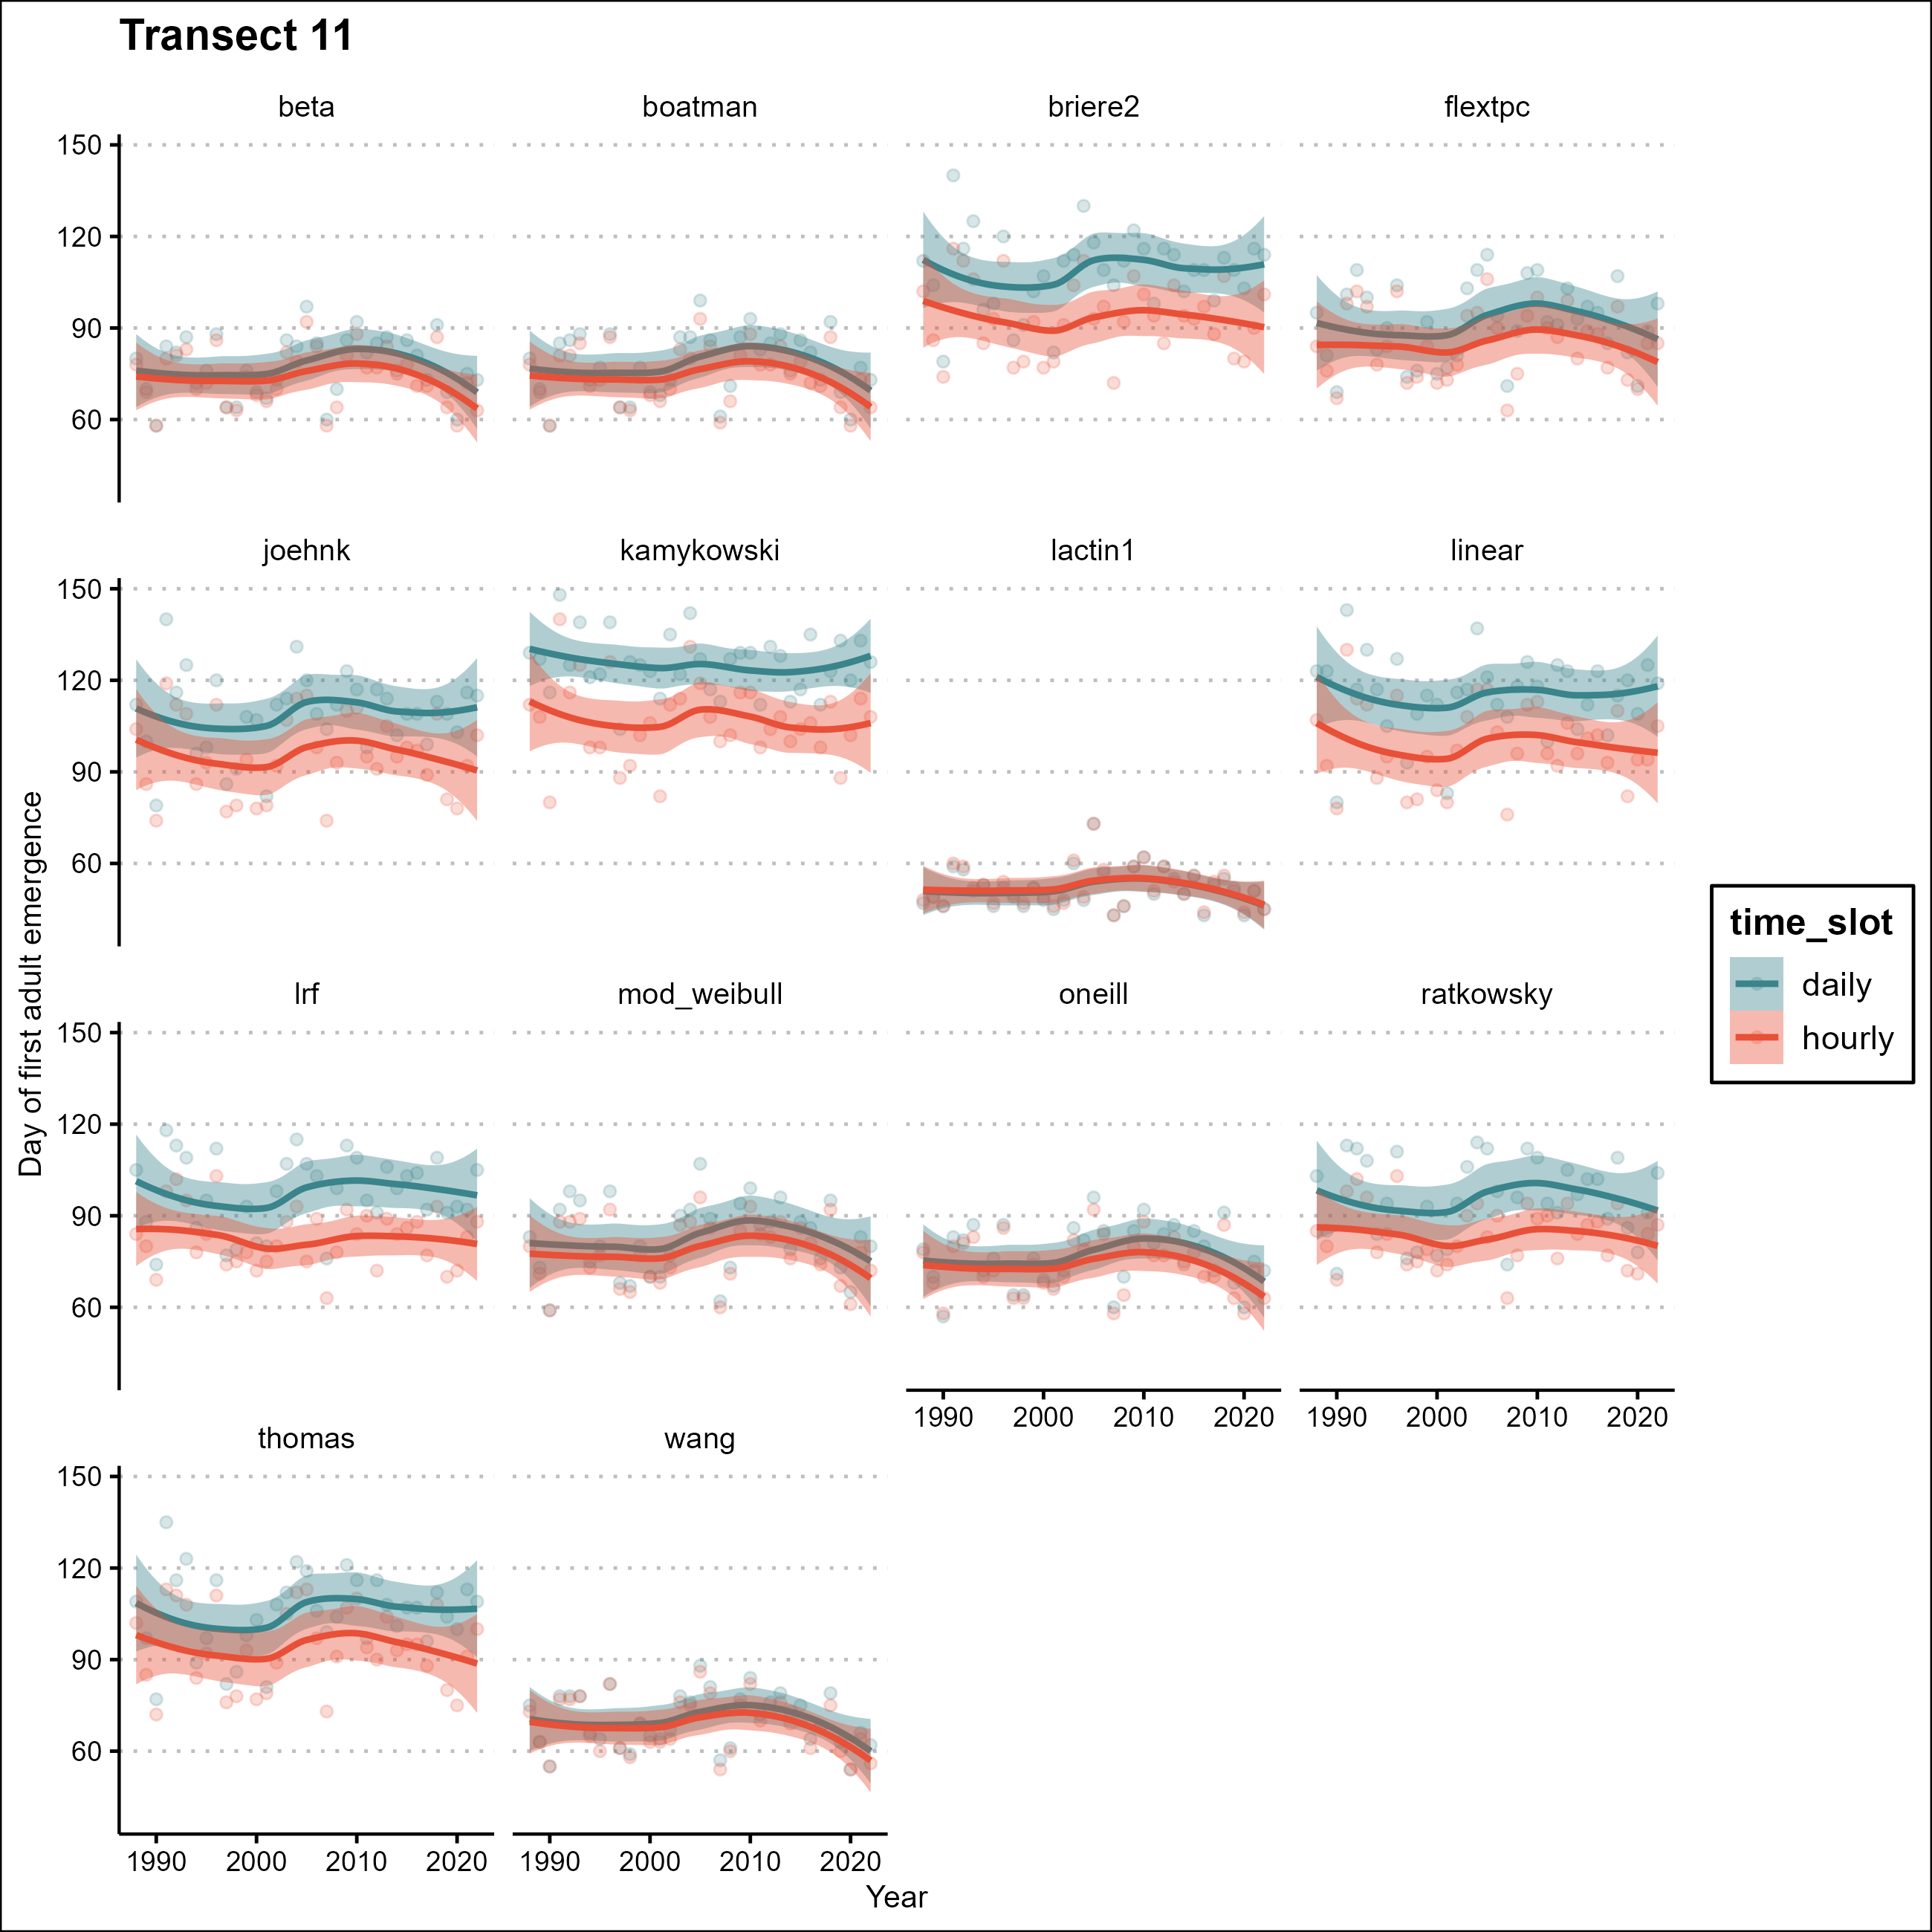 Transect 11
beta boatman briere2 flextpc
150
120
90
60
joehnk kamykowski lactin1 linear
150
120
90
60
Day of first adult emergence
time_slot
daily
hourly
lrf mod_weibull oneill ratkowsky
150
120
90
60
1990 2000 2010 2020 1990 2000 2010 2020
thomas wang
150
120
90
60
1990 2000 2010 2020 1990 2000 2010 2020
Year